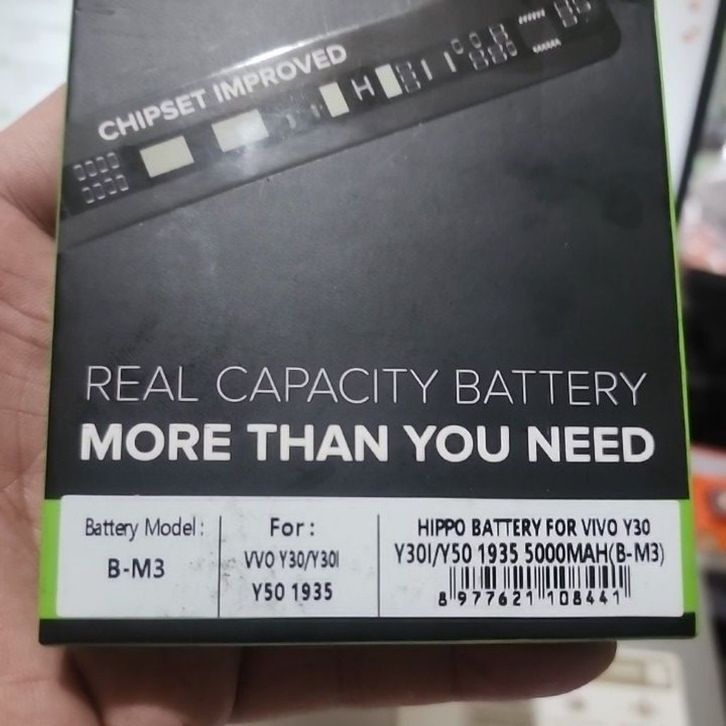 CHIPSET IMPROVED
REAL CAPACITY BATTERY
MORE THAN YOU NEED
Battery Model:
B-M3
For:
VVO Y30/Y30I
Y50 1935
HIPPO BATTERY FOR VIVO Y30
Y30I/Y50 1935 5000MAH(B-M3)
8 977621 108441